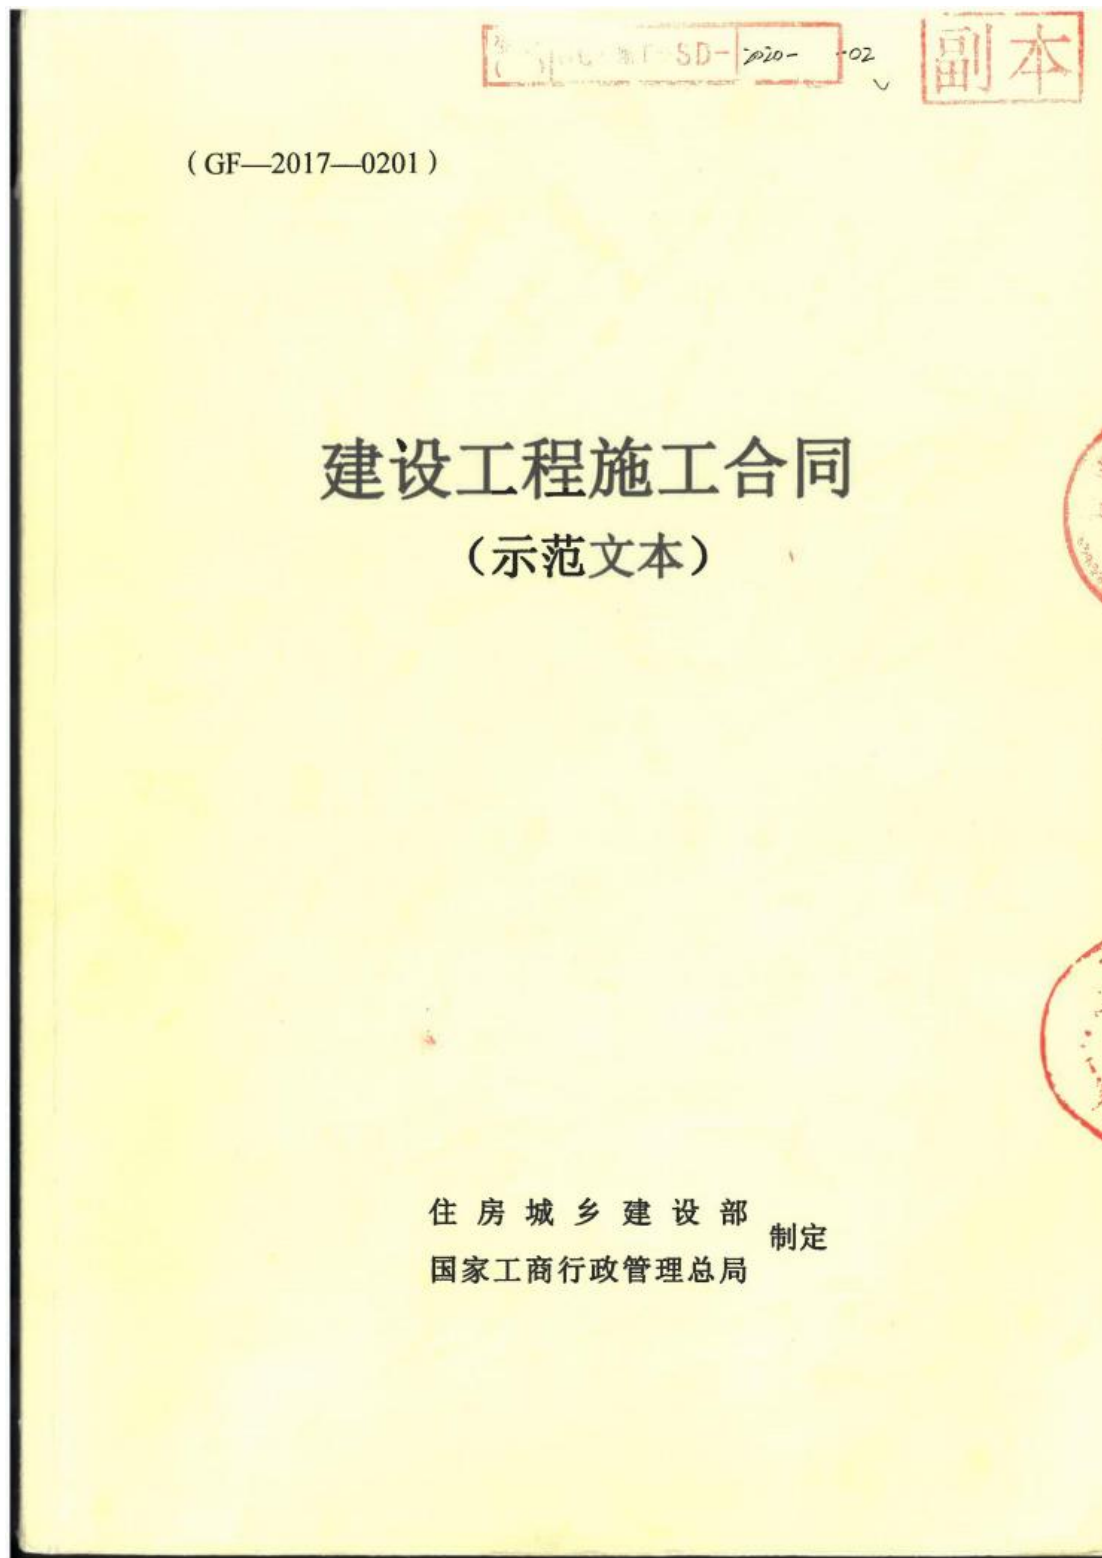 SD-
2020-
-02
副本
（GF—2017—0201）
建设工程施工合同
（示范文本）
住房城乡建设部
国家工商行政管理总局
制定